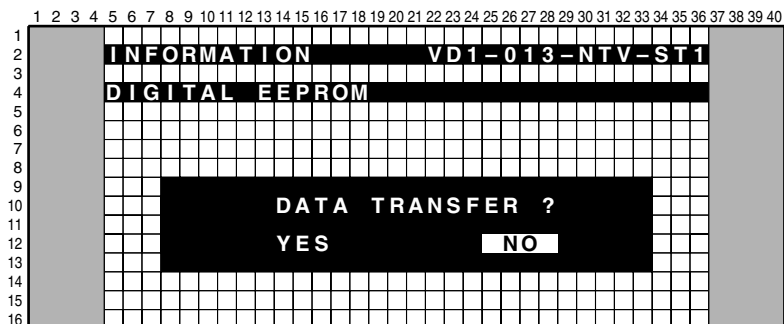 1 2 3 4 5 6 7 8 9 10 11 12 13 14 15 16 17 18 19 20 21 22 23 24 25 26 27 28 29 30 31 32 33 34 35 36 37 38 39 40
1
2 INFORMATION VD1-013-NTV-ST1
3
4 DIGITAL EEPROM
5
6
7
8
9
10 DATA TRANSFER ?
11
12 YES NO
13
14
15
16